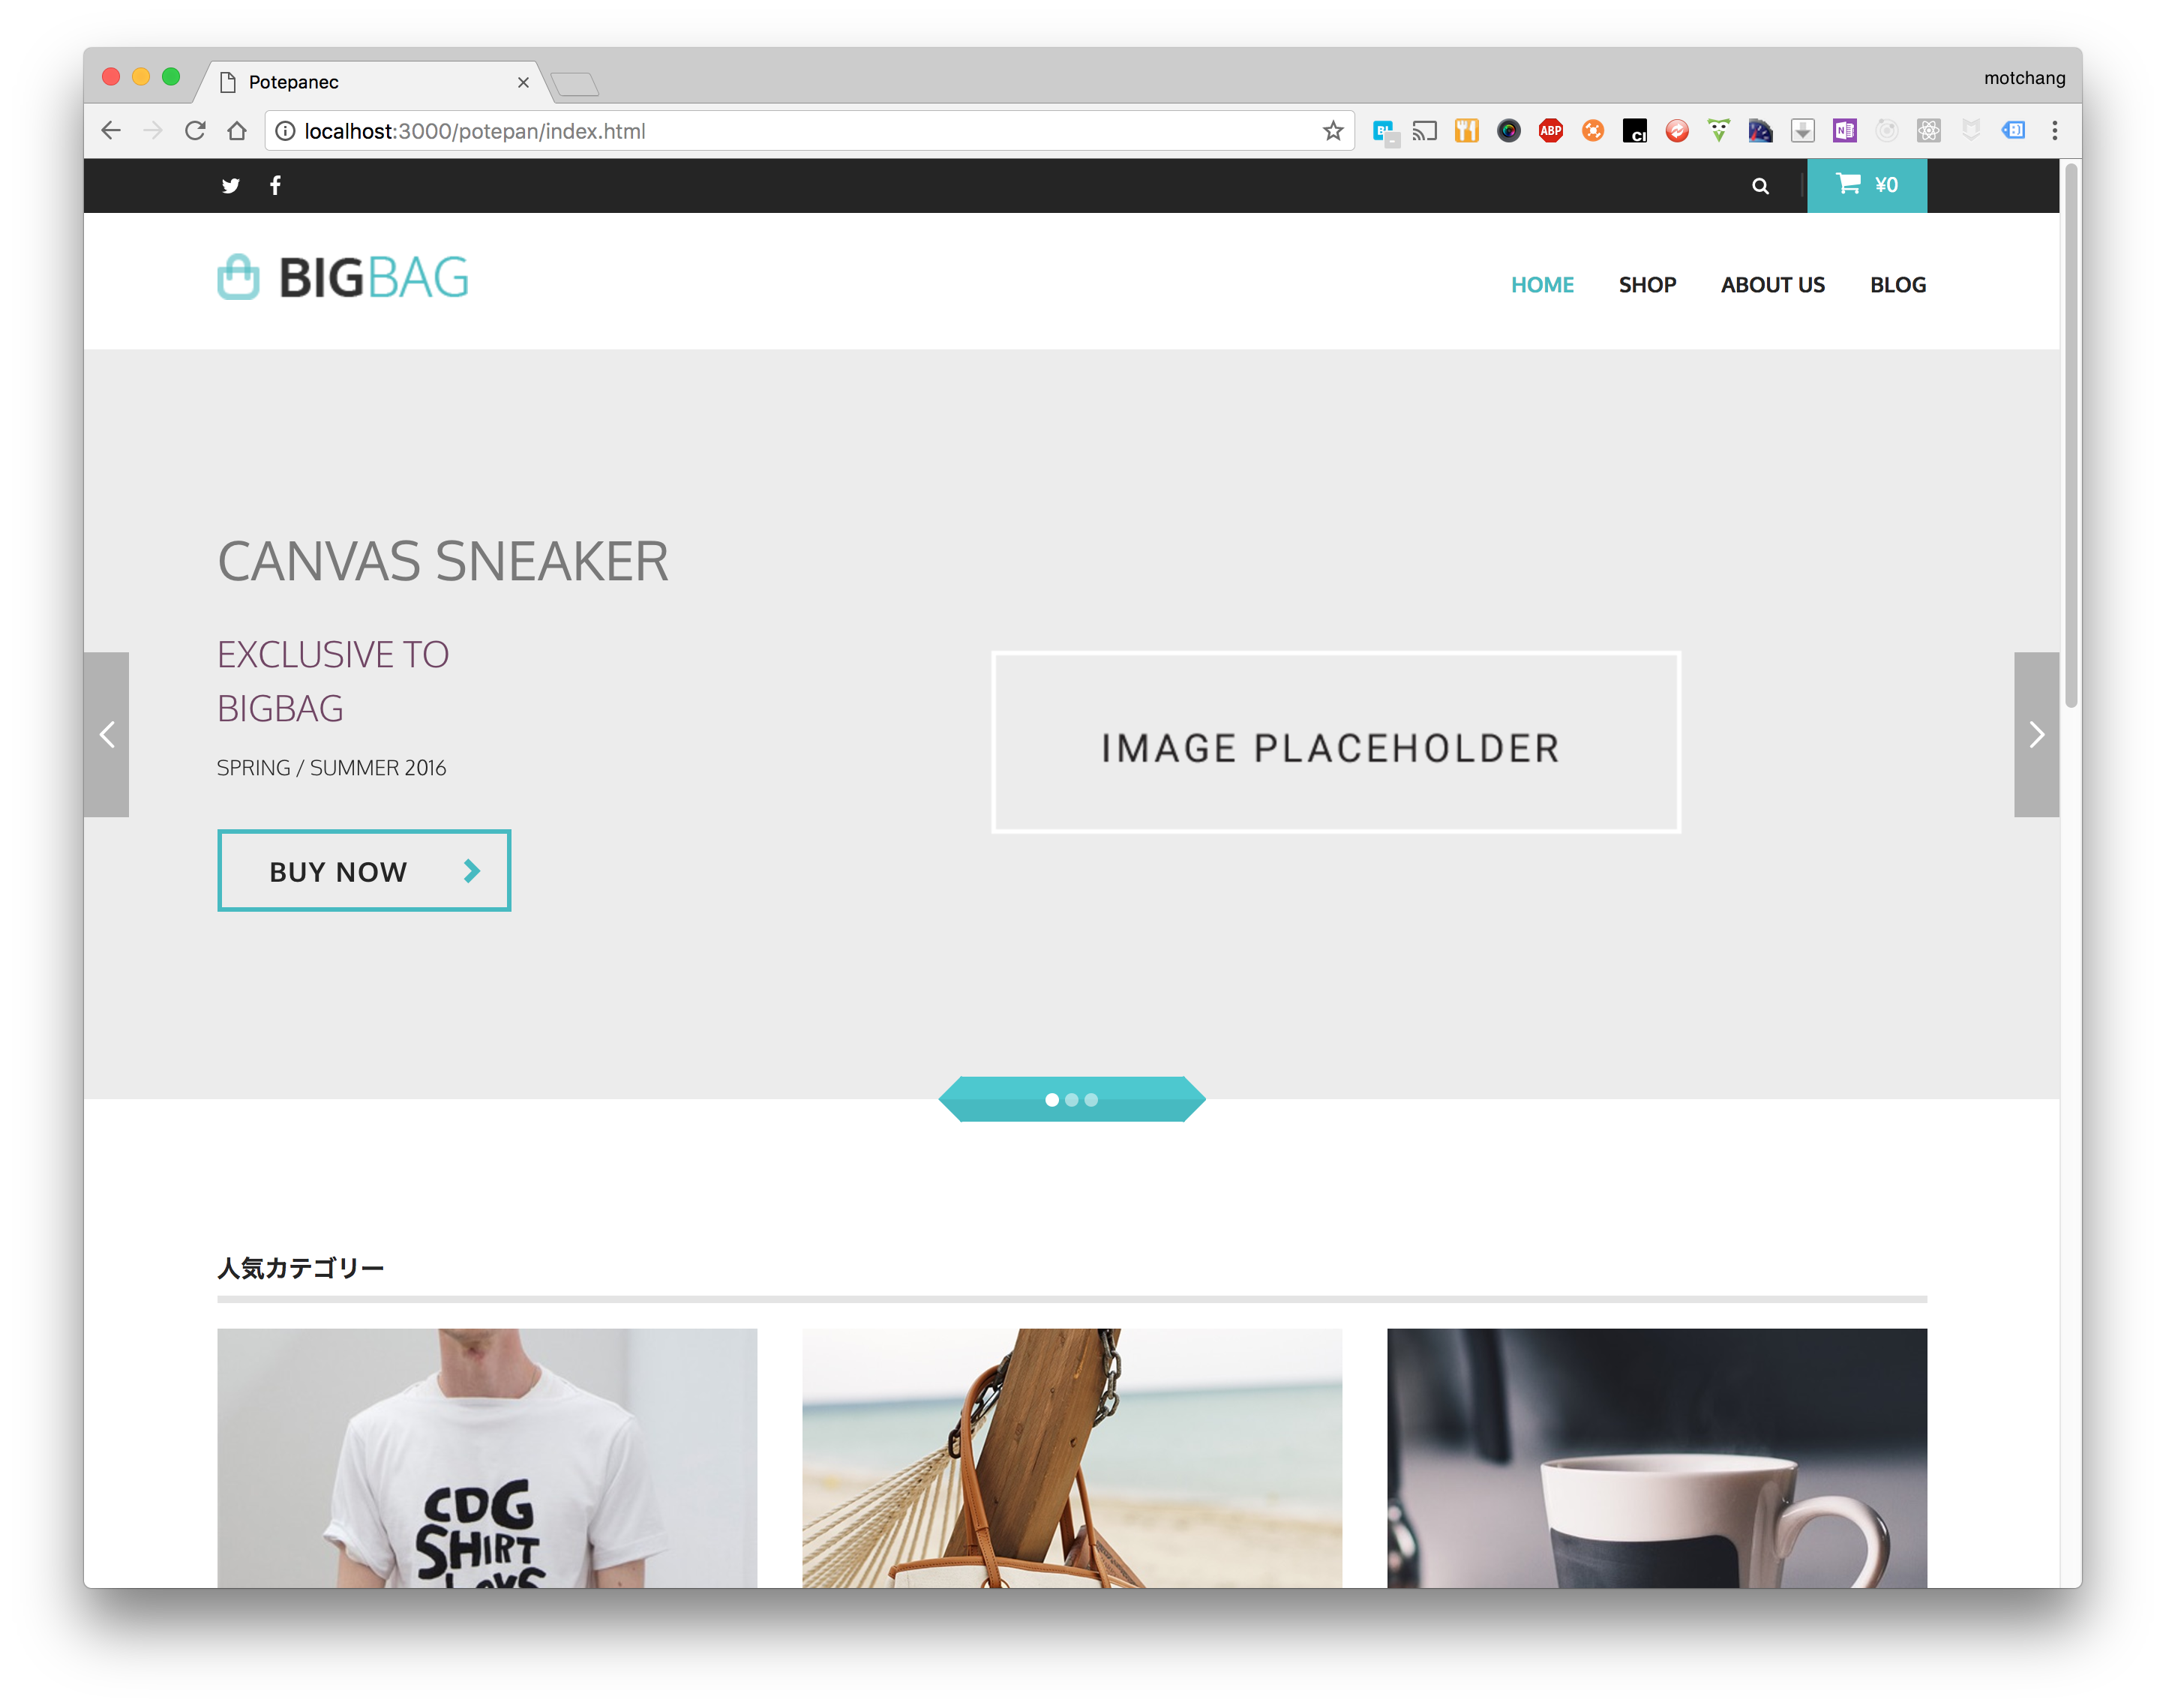 Potepanec
motchang
localhost:3000/potepan/index.html
ABP
¥0
BIGBAG
HOME SHOP ABOUT US BLOG
CANVAS SNEAKER
EXCLUSIVE TO
BIGBAG
SPRING / SUMMER 2016
IMAGE PLACEHOLDER
BUY NOW
人気カテゴリー
CDG
SHIRT